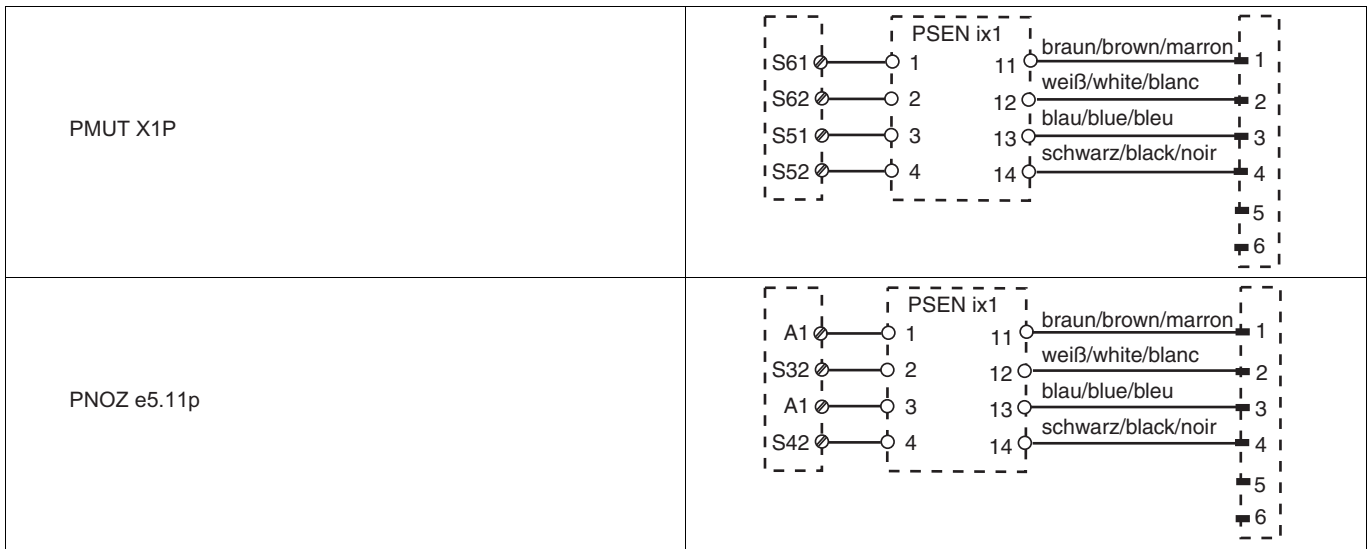 PMUT X1P
PSEN ix1
S61 1 11 braun/brown/marron 1
S62 2 12 weiß/white/blanc 2
S51 3 13 blau/blue/bleu 3
S52 4 14 schwarz/black/noir 4
5
6
PNOZ e5.11p
PSEN ix1
A1 1 11 braun/brown/marron 1
S32 2 12 weiß/white/blanc 2
A1 3 13 blau/blue/bleu 3
S42 4 14 schwarz/black/noir 4
5
6